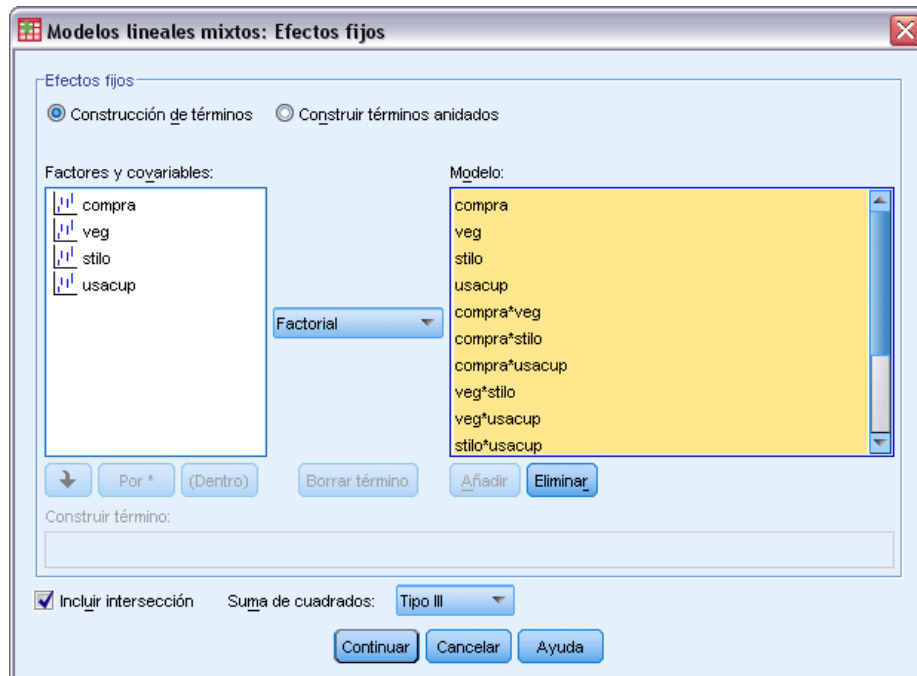 Modelos lineales mixtos: Efectos fijos
Efectos fijos
Construcción de términos
Construir términos anidados
Factores y covariables:
compra
veg
stilo
usacup
Factorial
Modelo:
compra
veg
stilo
usacup
compra*veg
compra*stilo
compra*usacup
veg*stilo
veg*usacup
stilo*usacup
Por *
(Dentro)
Borrar término
Añadir
Eliminar
Construir término:
Incluir intersección
Suma de cuadrados:
Tipo III
Continuar
Cancelar
Ayuda